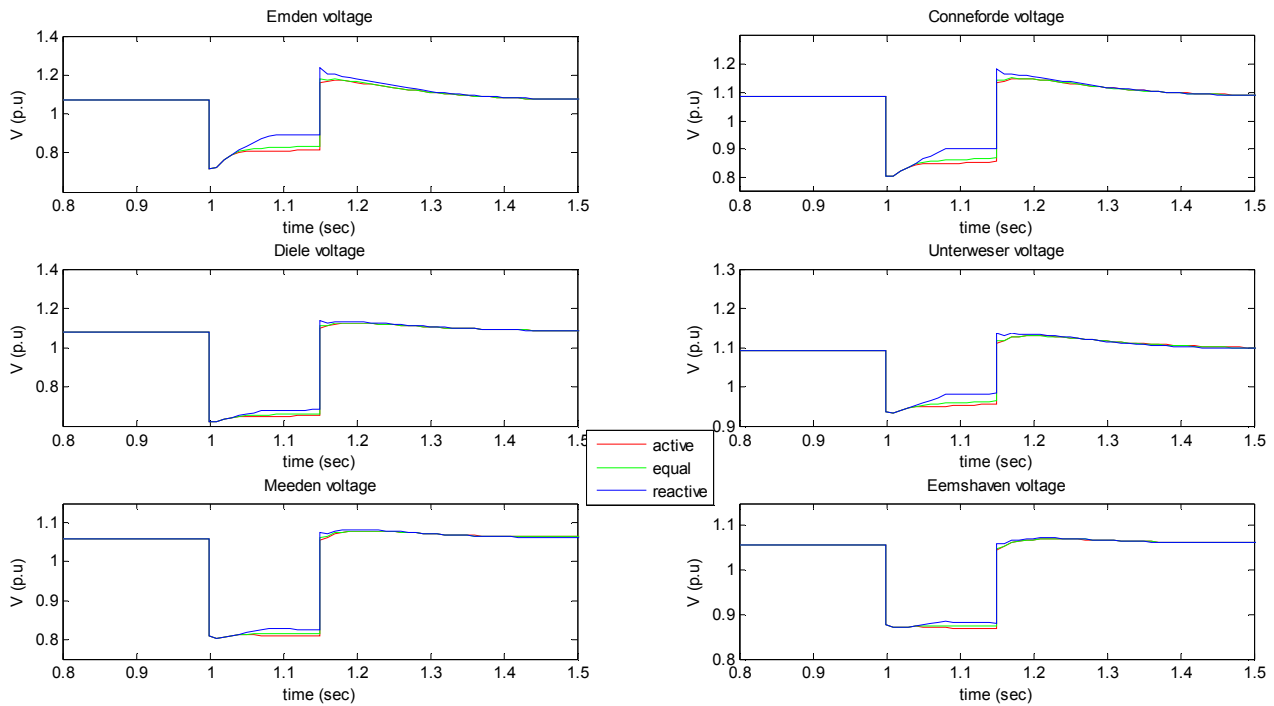 Emden voltage
V (p.u)
1.4
1.2
1
0.8
0.8 0.9 1 1.1 1.2 1.3 1.4 1.5
time (sec)
Conneforde voltage
V (p.u)
1.2
1.1
1
0.9
0.8
0.8 0.9 1 1.1 1.2 1.3 1.4 1.5
time (sec)
Diele voltage
V (p.u)
1.4
1.2
1
0.8
0.8 0.9 1 1.1 1.2 1.3 1.4 1.5
time (sec)
Unterweser voltage
V (p.u)
1.3
1.2
1.1
1
0.9
0.8 0.9 1 1.1 1.2 1.3 1.4 1.5
time (sec)
active
equal
reactive
Meeden voltage
V (p.u)
1.1
1
0.9
0.8
0.8 0.9 1 1.1 1.2 1.3 1.4 1.5
time (sec)
Eemshaven voltage
V (p.u)
1.1
1
0.9
0.8
0.8 0.9 1 1.1 1.2 1.3 1.4 1.5
time (sec)